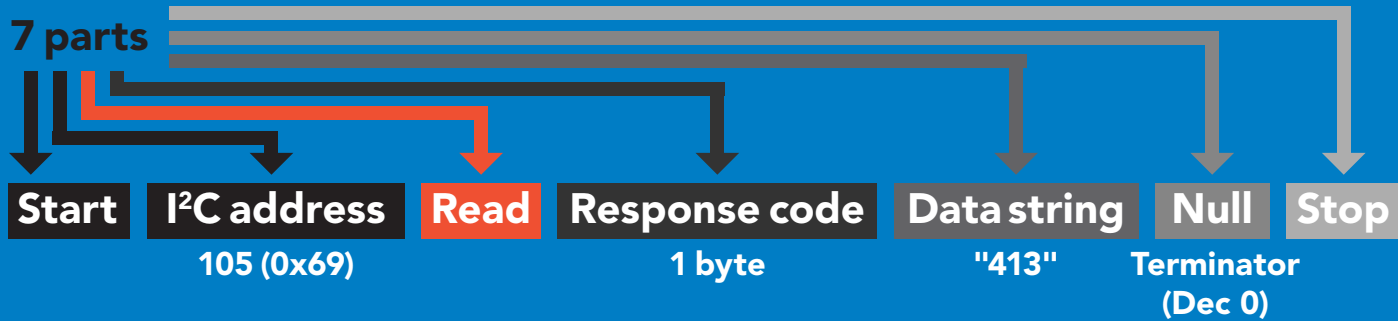 7 parts
Start I²C address Read Response code Data string Null Stop
105 (0x69) 1 byte "413" Terminator
(Dec 0)